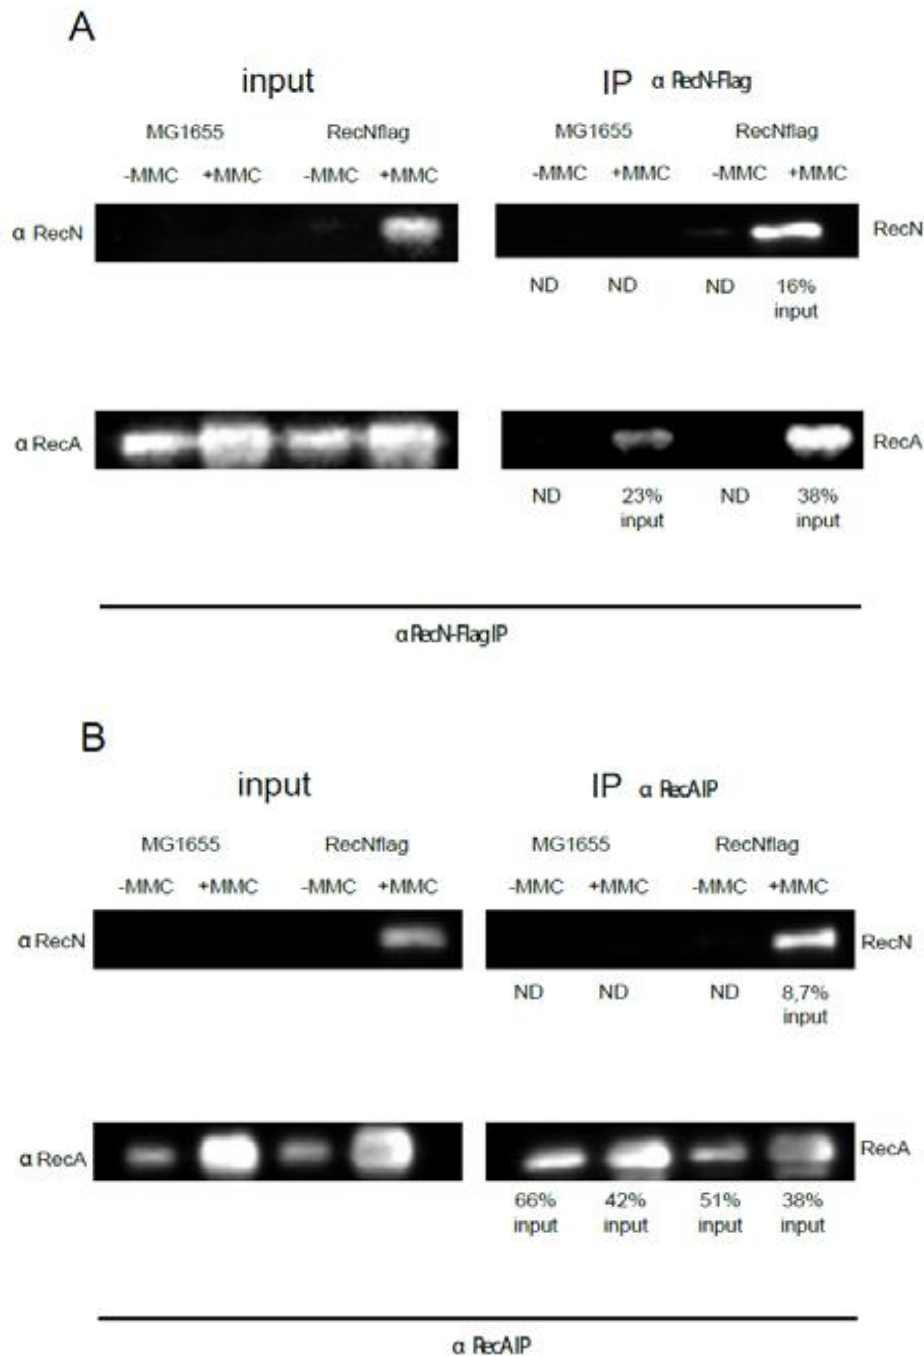 A
input IP α RecN-Flag
MG1655 RecNflag MG1655 RecNflag
-MMC +MMC -MMC +MMC -MMC +MMC -MMC +MMC
α RecN RecN
ND ND ND 16%
input
α RecA RecA
ND 23% ND 38%
input input
α RecN-Flag IP
B
input IP α RecA IP
MG1655 RecNflag MG1655 RecNflag
-MMC +MMC -MMC +MMC -MMC +MMC -MMC +MMC
α RecN RecN
ND ND ND 8,7%
input
α RecA RecA
66% 42% 51% 38%
input input input input
α RecA IP